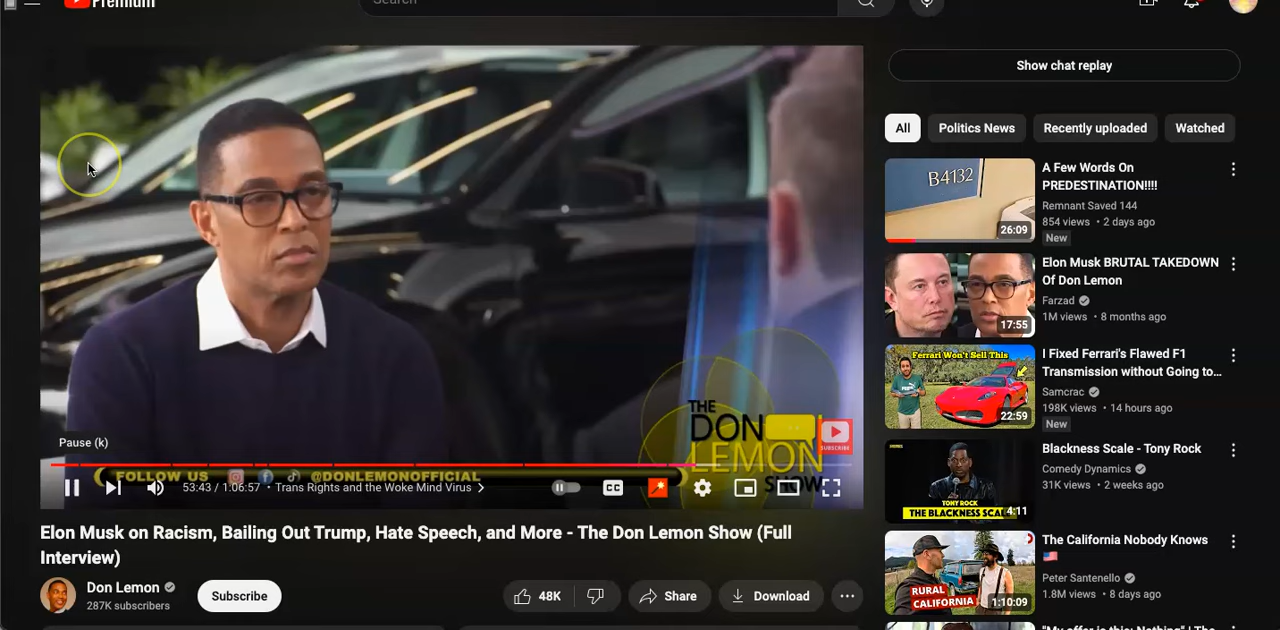 Premium
Search
Show chat replay
All
Politics News
Recently uploaded
Watched
B4132
26:09
A Few Words On
PREDESTINATION!!!!
Remnant Saved 144
854 views • 2 days ago
New
17:55
Elon Musk BRUTAL TAKEDOWN
Of Don Lemon
Farzad
1M views • 8 months ago
Ferrari Won't Sell This
22:59
I Fixed Ferrari's Flawed F1
Transmission without Going to...
Samcrac
198K views • 14 hours ago
New
TONY ROCK
4:11
Blackness Scale - Tony Rock
Comedy Dynamics
31K views • 2 weeks ago
RURAL
CALIFORNIA
1:10:09
The California Nobody Knows
Peter Santenello
1.8M views • 8 days ago
THE
DON
LEMON
SHOW
SUBSCRIBE
Pause (k)
FOLLOW US @DONLEMONOFFICIAL
53:43 / 1:06:57 • Trans Rights and the Woke Mind Virus
CC
Elon Musk on Racism, Bailing Out Trump, Hate Speech, and More - The Don Lemon Show (Full
Interview)
Don Lemon
287K subscribers
Subscribe
48K
Share
Download